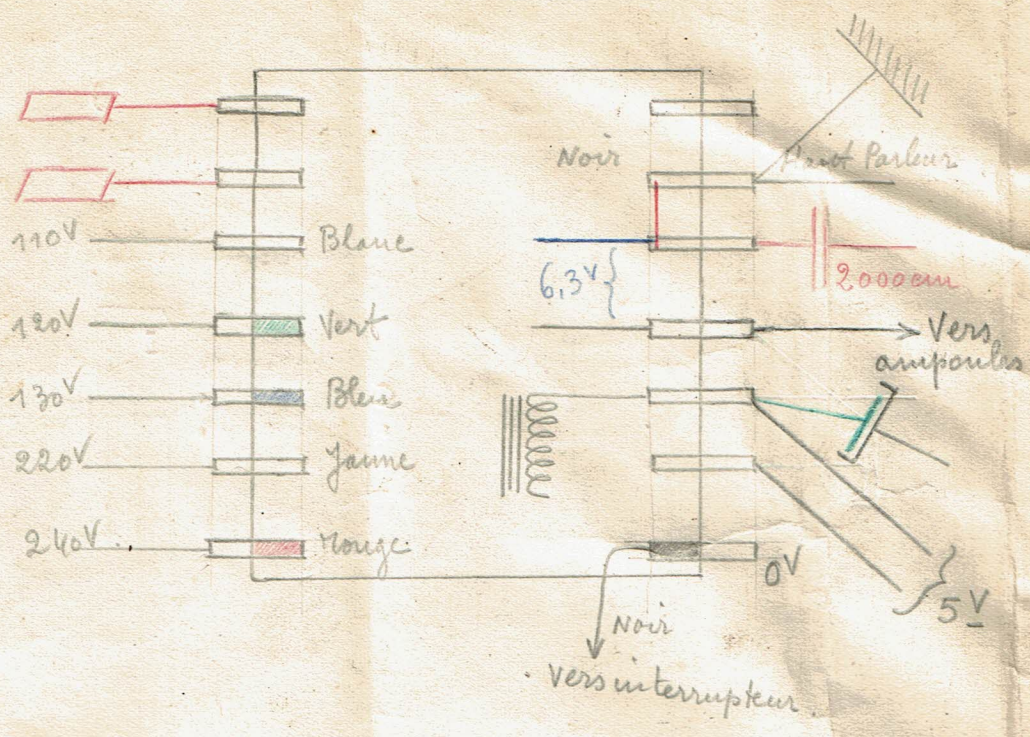 Noir
Haut Parleur
110V Blanc
6,3V
2000cm
120V Vert
Vers
ampoules
130V Bleu
220V Jaune
240V Rouge
0V
5V
Noir
Vers interrupteur.